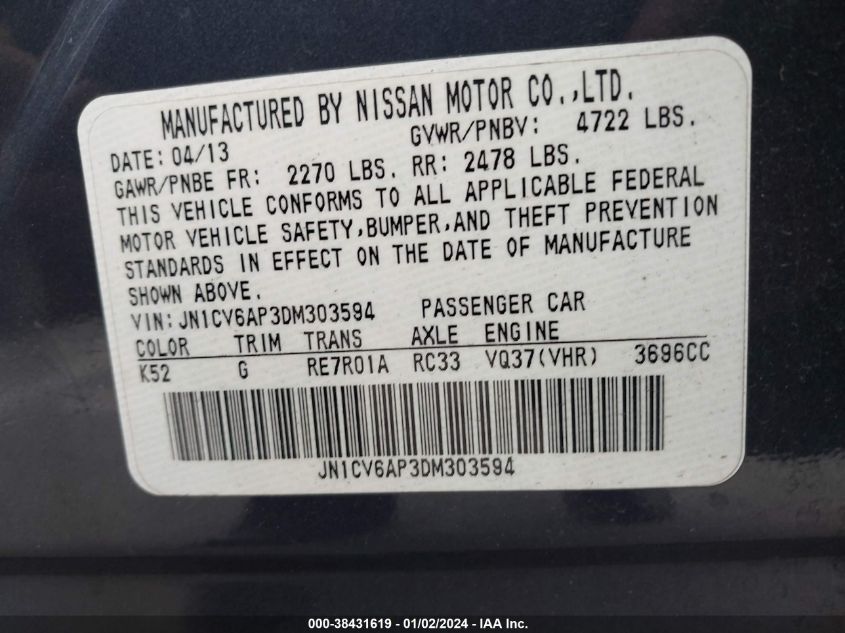 MANUFACTURED BY NISSAN MOTOR CO.,LTD.
DATE: 04/13 GVWR/PNBV: 4722 LBS.
GAWR/PNBE FR: 2270 LBS. RR: 2478 LBS.
THIS VEHICLE CONFORMS TO ALL APPLICABLE FEDERAL
MOTOR VEHICLE SAFETY,BUMPER,AND THEFT PREVENTION
STANDARDS IN EFFECT ON THE DATE OF MANUFACTURE
SHOWN ABOVE.
VIN: JN1CV6AP3DM303594 PASSENGER CAR
COLOR TRIM TRANS AXLE ENGINE
K52 G RE7R01A RC33 VQ37(VHR) 3696CC
JN1CV6AP3DM303594
000-38431619 - 01/02/2024 - IAA Inc.